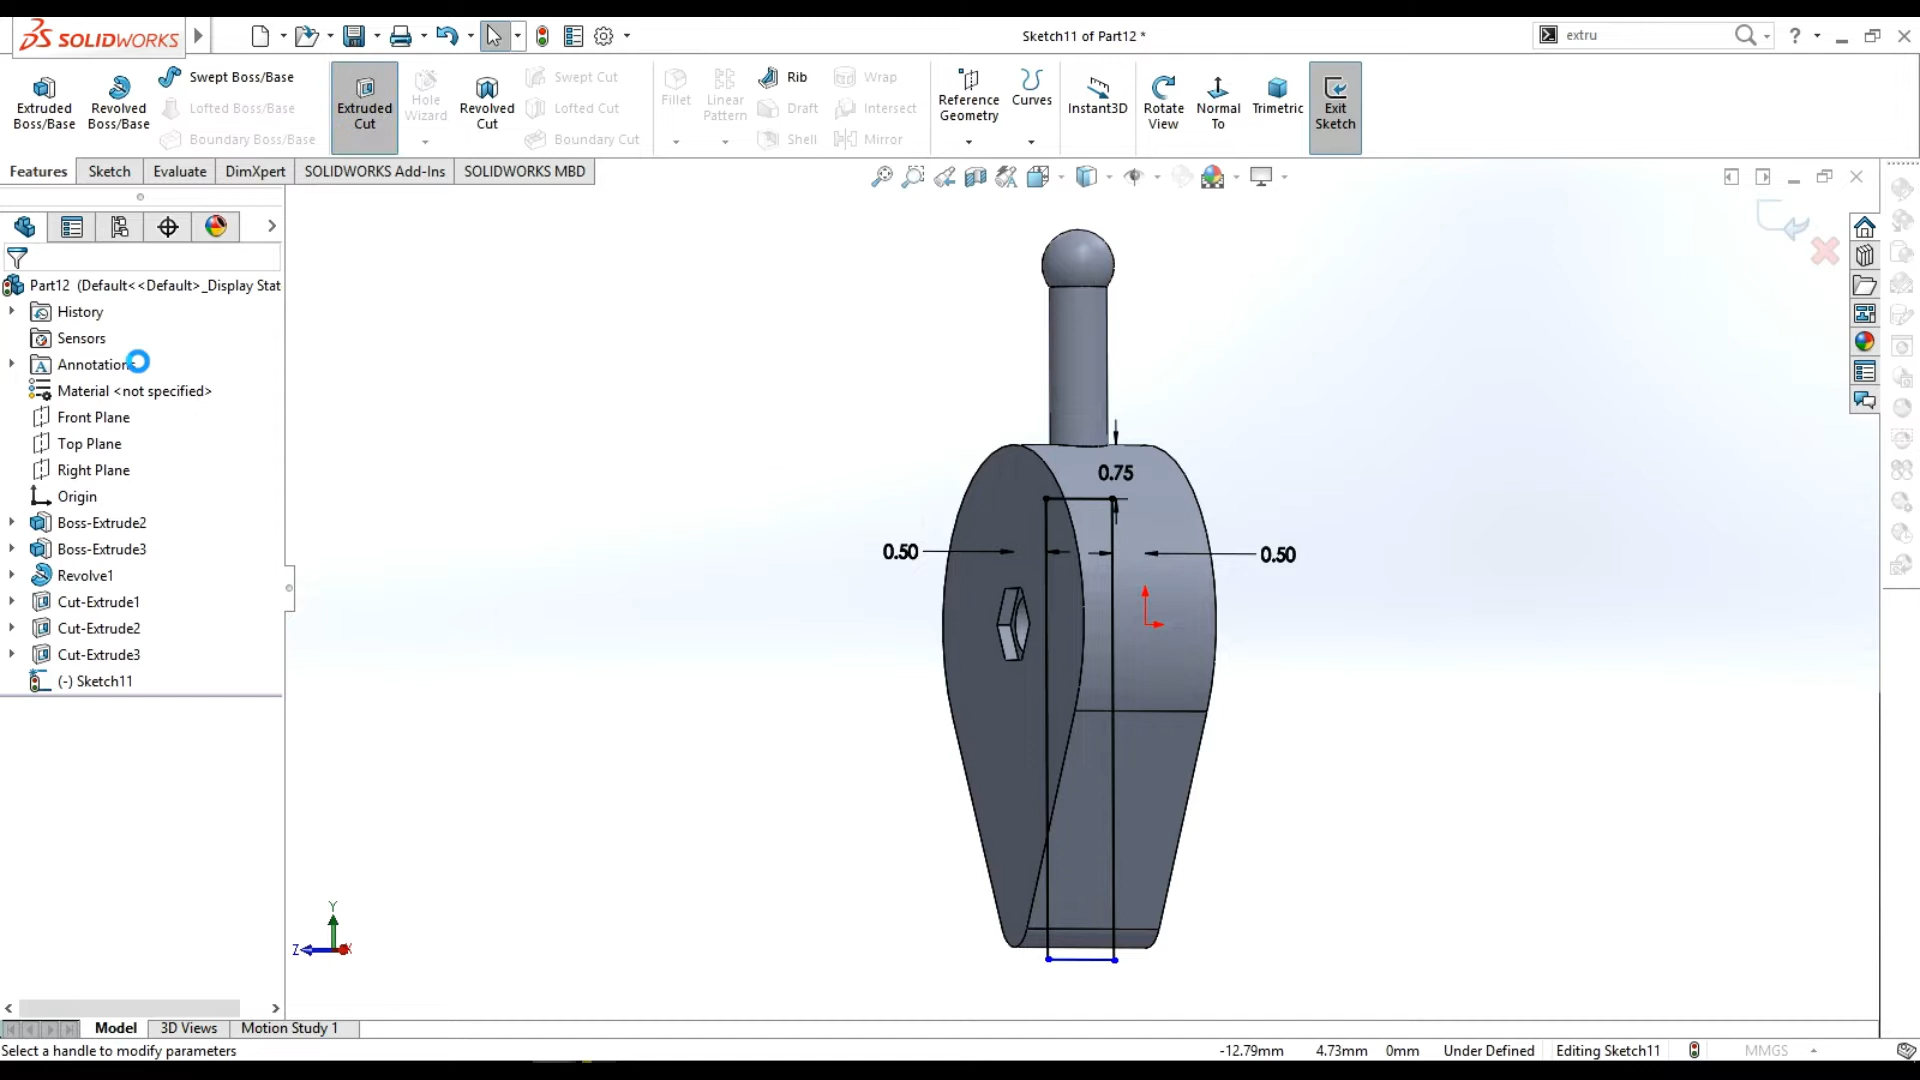 SOLIDWORKS
Sketch11 of Part12 *
extru
?
Extruded
Boss/Base
Revolved
Boss/Base
Swept Boss/Base
Lofted Boss/Base
Boundary Boss/Base
Extruded
Cut
Hole
Wizard
Revolved
Cut
Swept Cut
Lofted Cut
Boundary Cut
Fillet
Linear
Pattern
Rib
Draft
Shell
Wrap
Intersect
Mirror
Reference
Geometry
Curves
Instant3D
Rotate
View
Normal
To
Trimetric
Exit
Sketch
Features
Sketch
Evaluate
DimXpert
SOLIDWORKS Add-Ins
SOLIDWORKS MBD
Part12 (Default<<Default>_Display Stat
History
Sensors
Annotations
Material <not specified>
Front Plane
Top Plane
Right Plane
Origin
Boss-Extrude2
Boss-Extrude3
Revolve1
Cut-Extrude1
Cut-Extrude2
Cut-Extrude3
(-) Sketch11
0.75
0.50
0.50
Y
Z
X
Model
3D Views
Motion Study 1
Select a handle to modify parameters
-12.79mm
4.73mm
0mm
Under Defined
Editing Sketch11
MMGS